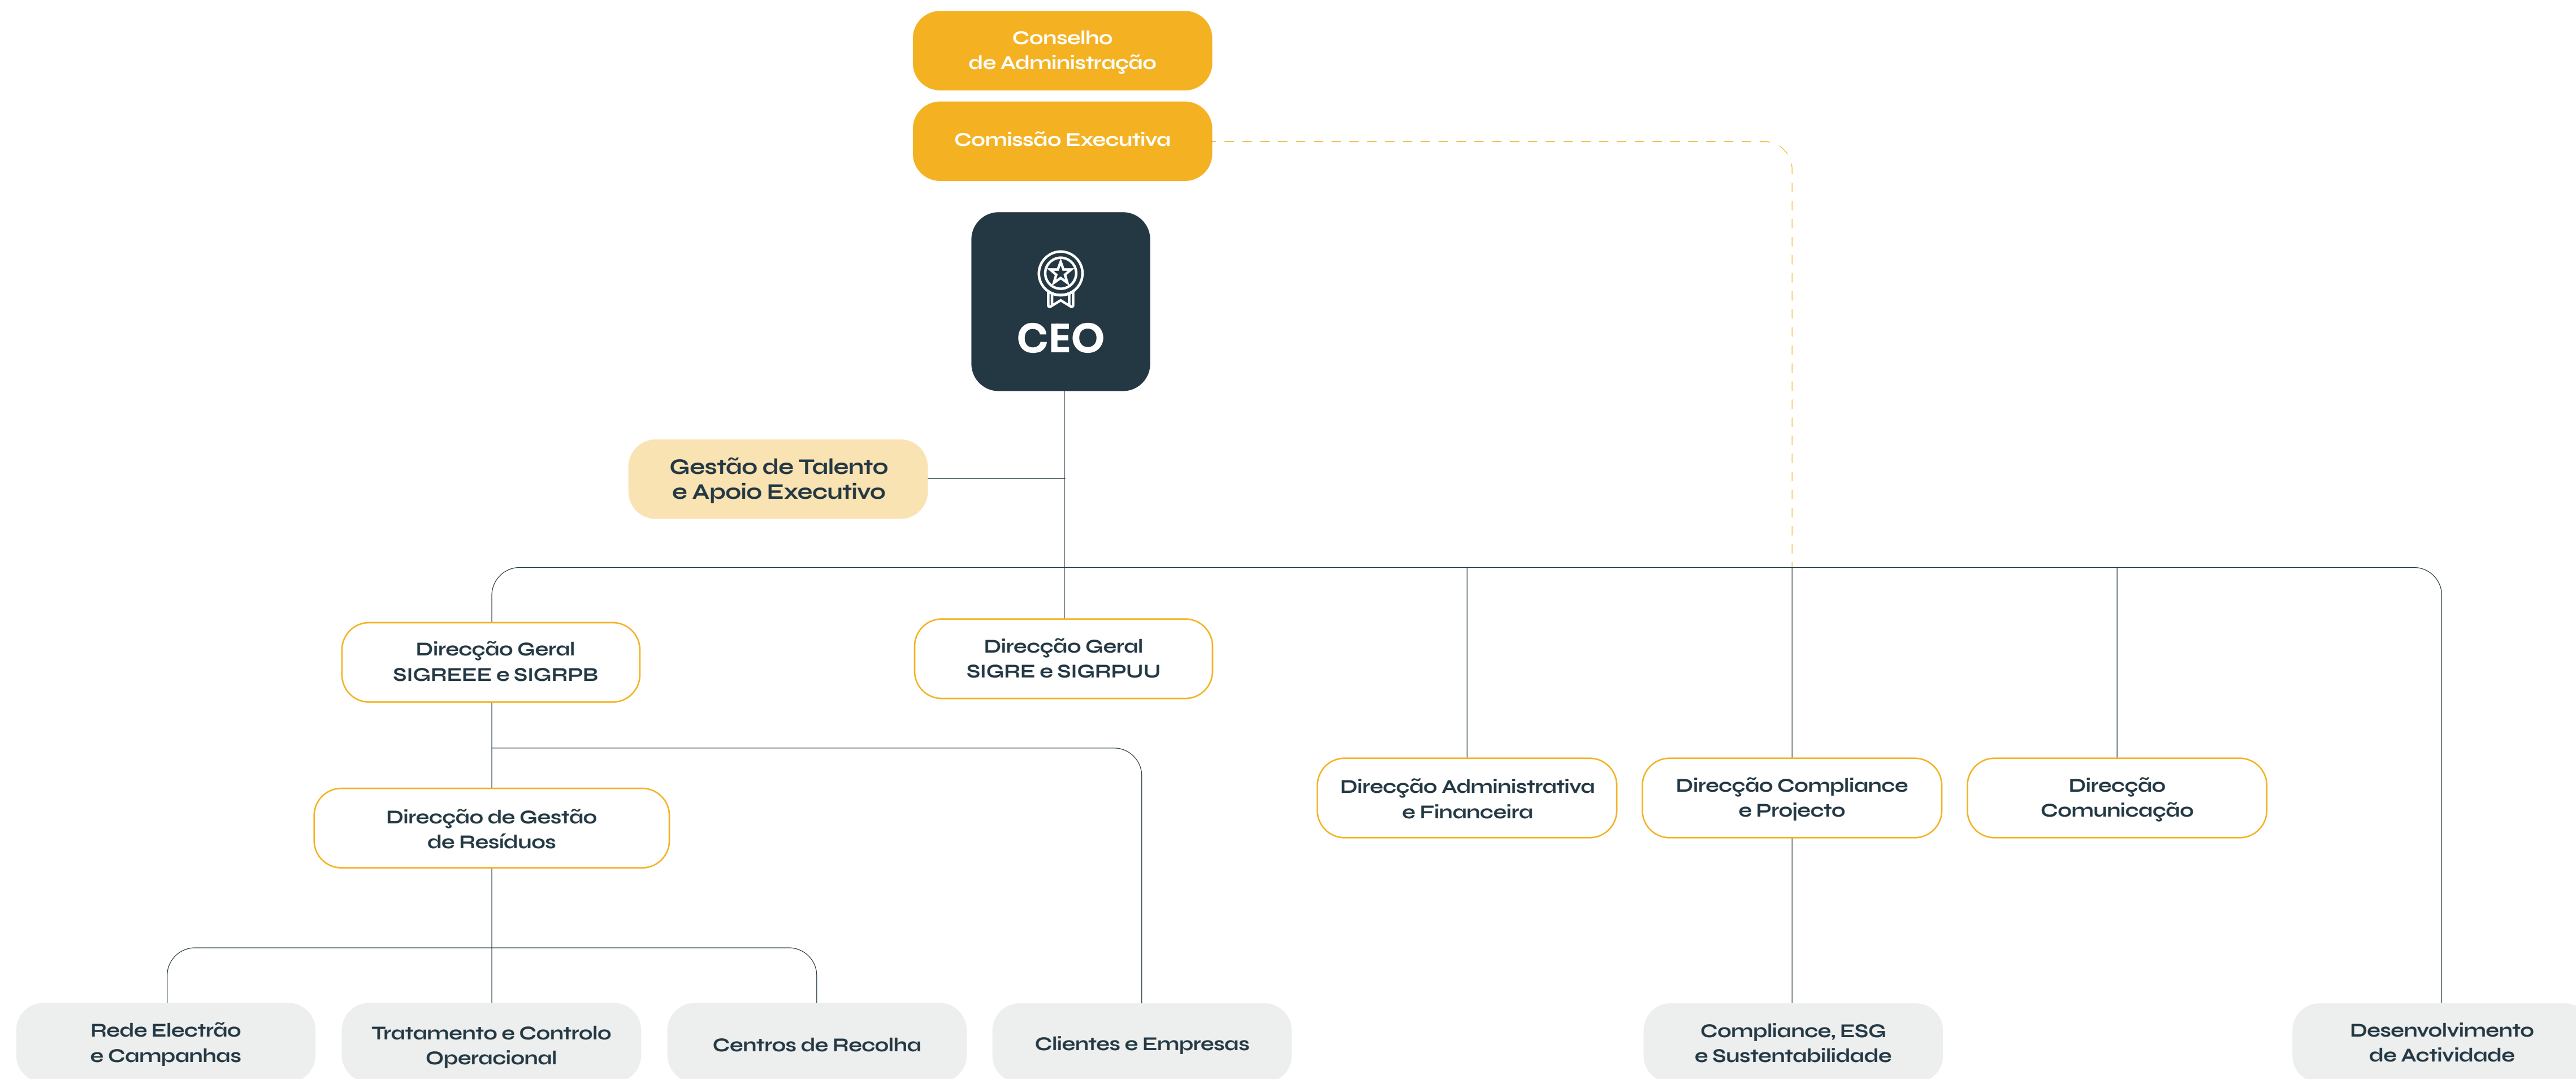 Conselho
de Administração
Comissão Executiva
CEO
Gestão de Talento
e Apoio Executivo
Direcção Geral
SIGREEE e SIGRPB
Direcção Geral
SIGRE e SIGRPUU
Direcção de Gestão
de Resíduos
Direcção Administrativa
e Financeira
Direcção Compliance
e Projecto
Direcção
Comunicação
Rede Electrão
e Campanhas
Tratamento e Controlo
Operacional
Centros de Recolha
Clientes e Empresas
Compliance, ESG
e Sustentabilidade
Desenvolvimento
de Actividade